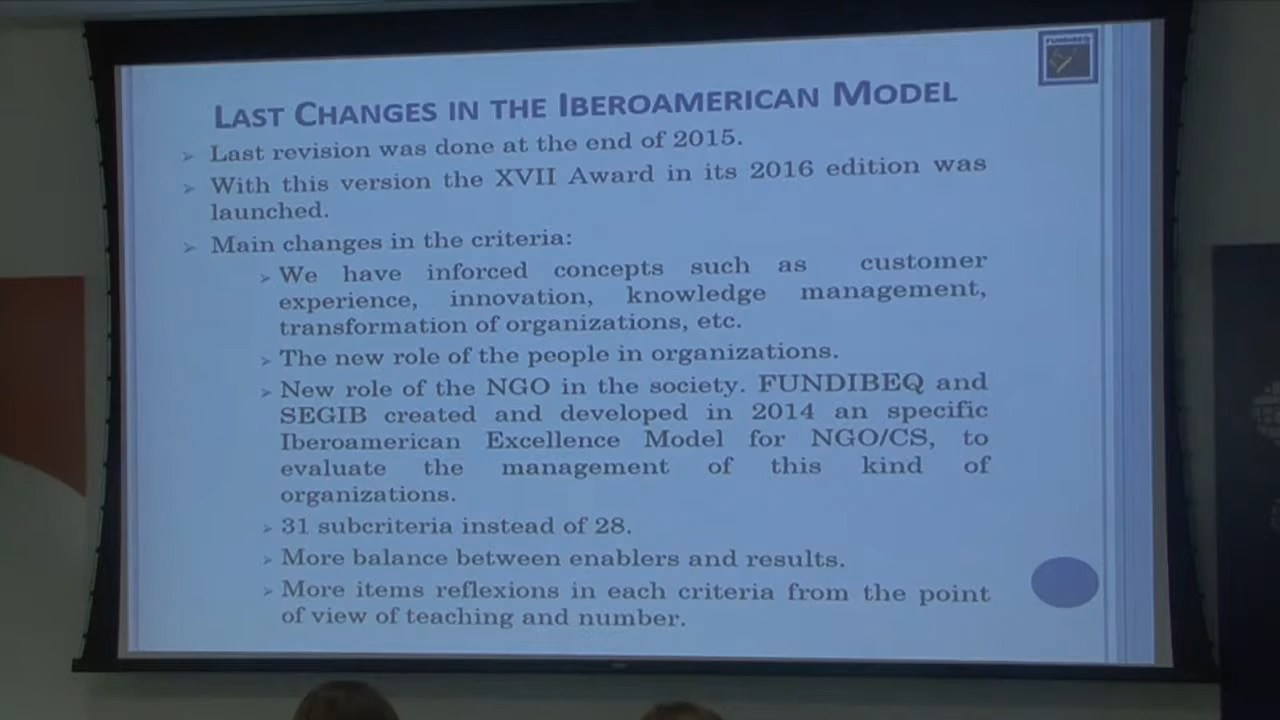 FUNDIBEQ
LAST CHANGES IN THE IBEROAMERICAN MODEL
Last revision was done at the end of 2015.
With this version the XVII Award in its 2016 edition was
launched.
Main changes in the criteria:
We have inforced concepts such as customer
experience, innovation, knowledge management,
transformation of organizations, etc.
The new role of the people in organizations.
New role of the NGO in the society. FUNDIBEQ and
SEGIB created and developed in 2014 an specific
Iberoamerican Excellence Model for NGO/CS, to
evaluate the management of this kind of
organizations.
31 subcriteria instead of 28.
More balance between enablers and results.
More items reflexions in each criteria from the point
of view of teaching and number.